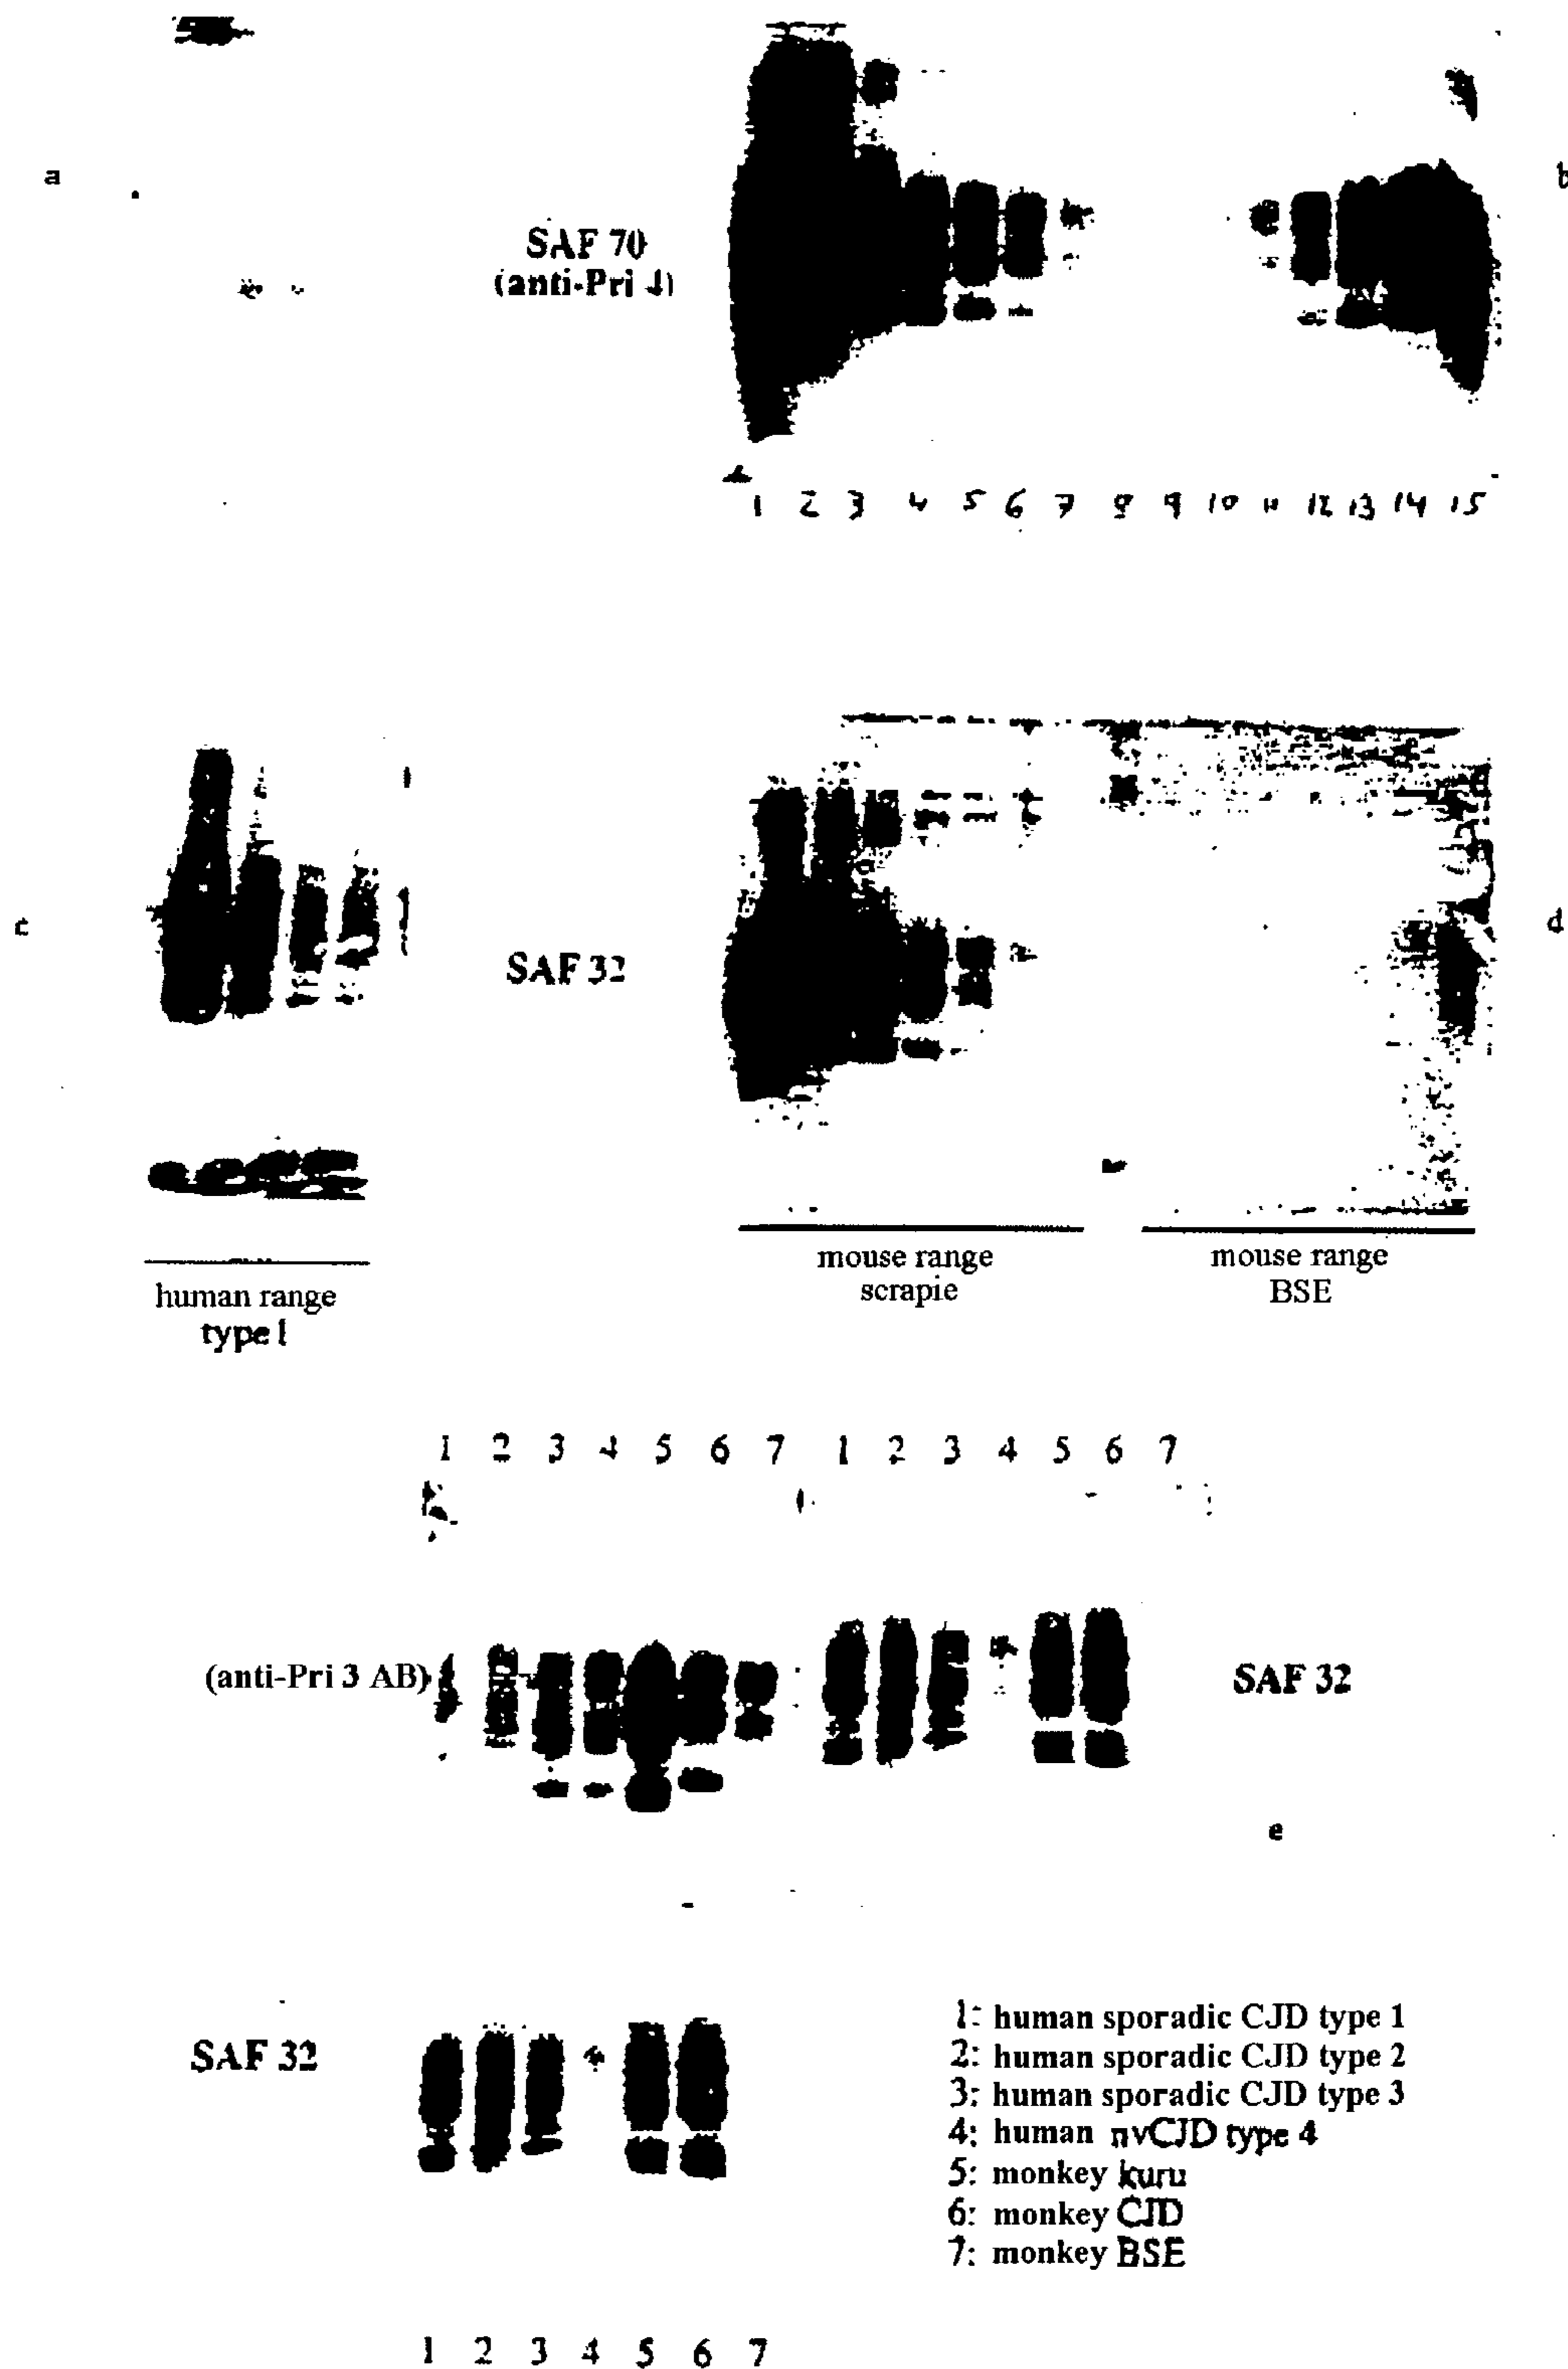 a
b
SAF 70
(anti-Pri 4)
1 2 3 4 5 6 7 8 9 10 11 12 13 14 15
c
d
SAF 32
mouse range
scrapie
mouse range
BSE
human range
type 1
1 2 3 4 5 6 7 1 2 3 4 5 6 7
(anti-Pri 3 AB)
SAF 32
e
SAF 32
1: human sporadic CJD type 1
2: human sporadic CJD type 2
3: human sporadic CJD type 3
4: human nvCJD type 4
5: monkey kuru
6: monkey CJD
7: monkey BSE
1 2 3 4 5 6 7